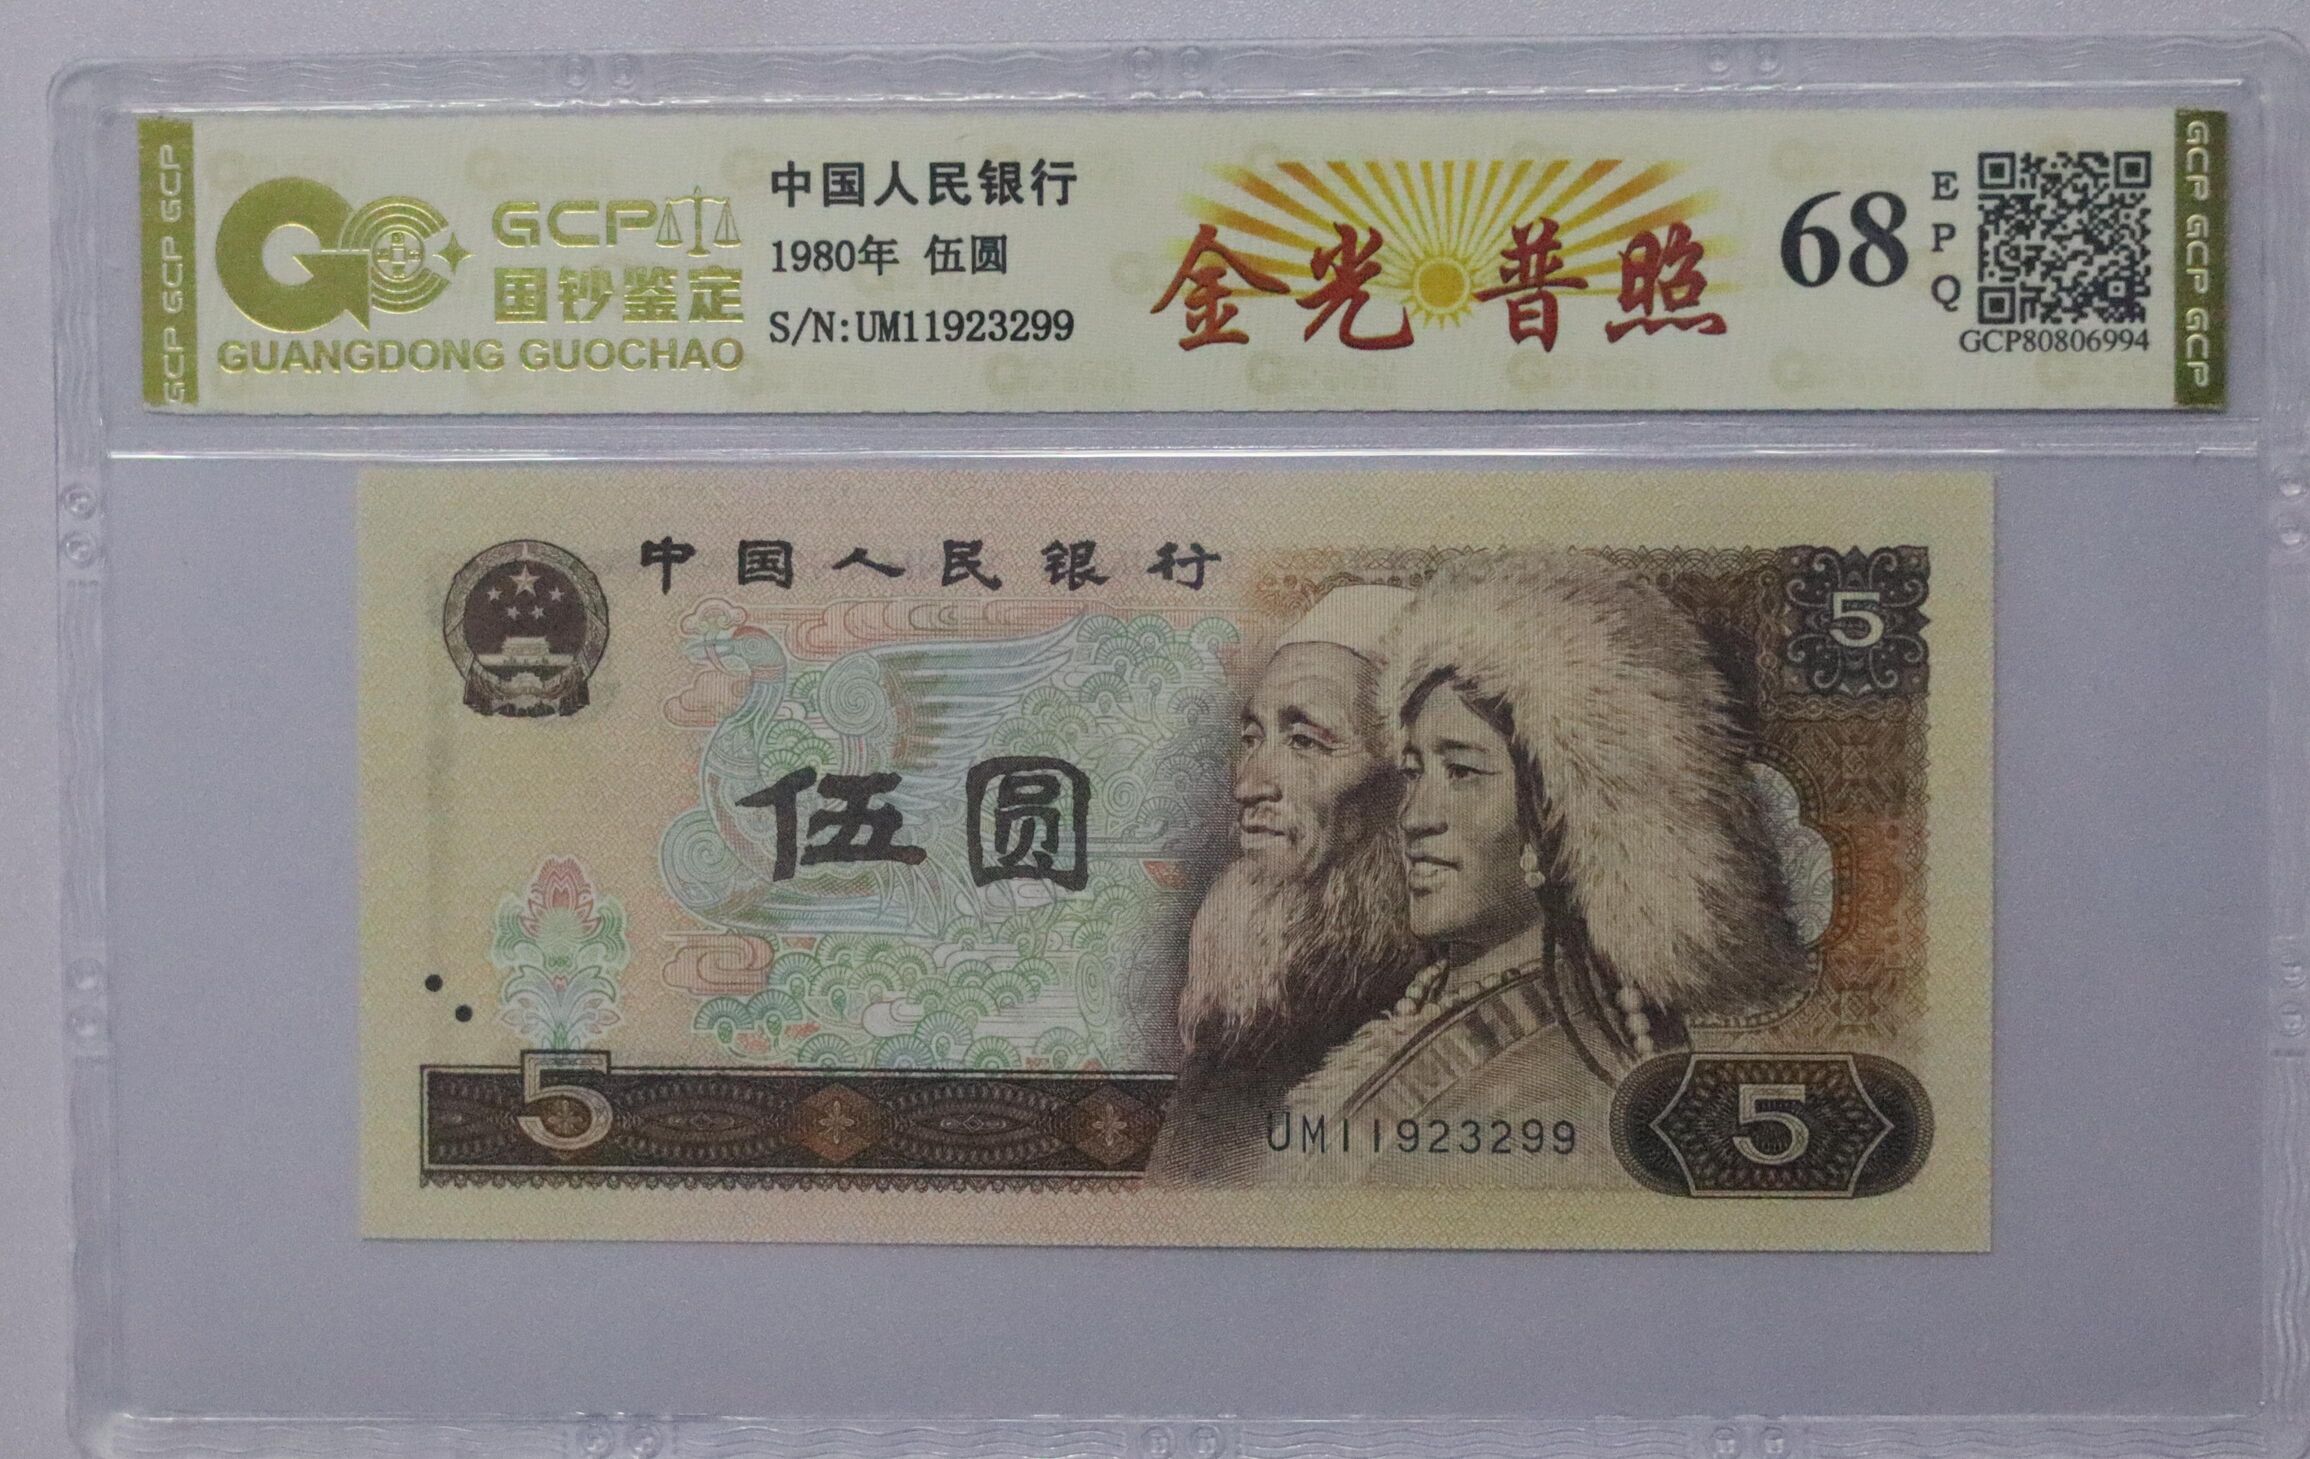 GCP GCP GCP
GCP
国钞鉴定
GUANGDONG GUOCHAO
中国人民银行
1980年 伍圆
S/N:UM11923299
金光普照
68
EPQ
GCP80806994
GCP GCP GCP
中国人民银行
5
伍圆
5
UM11923299
5